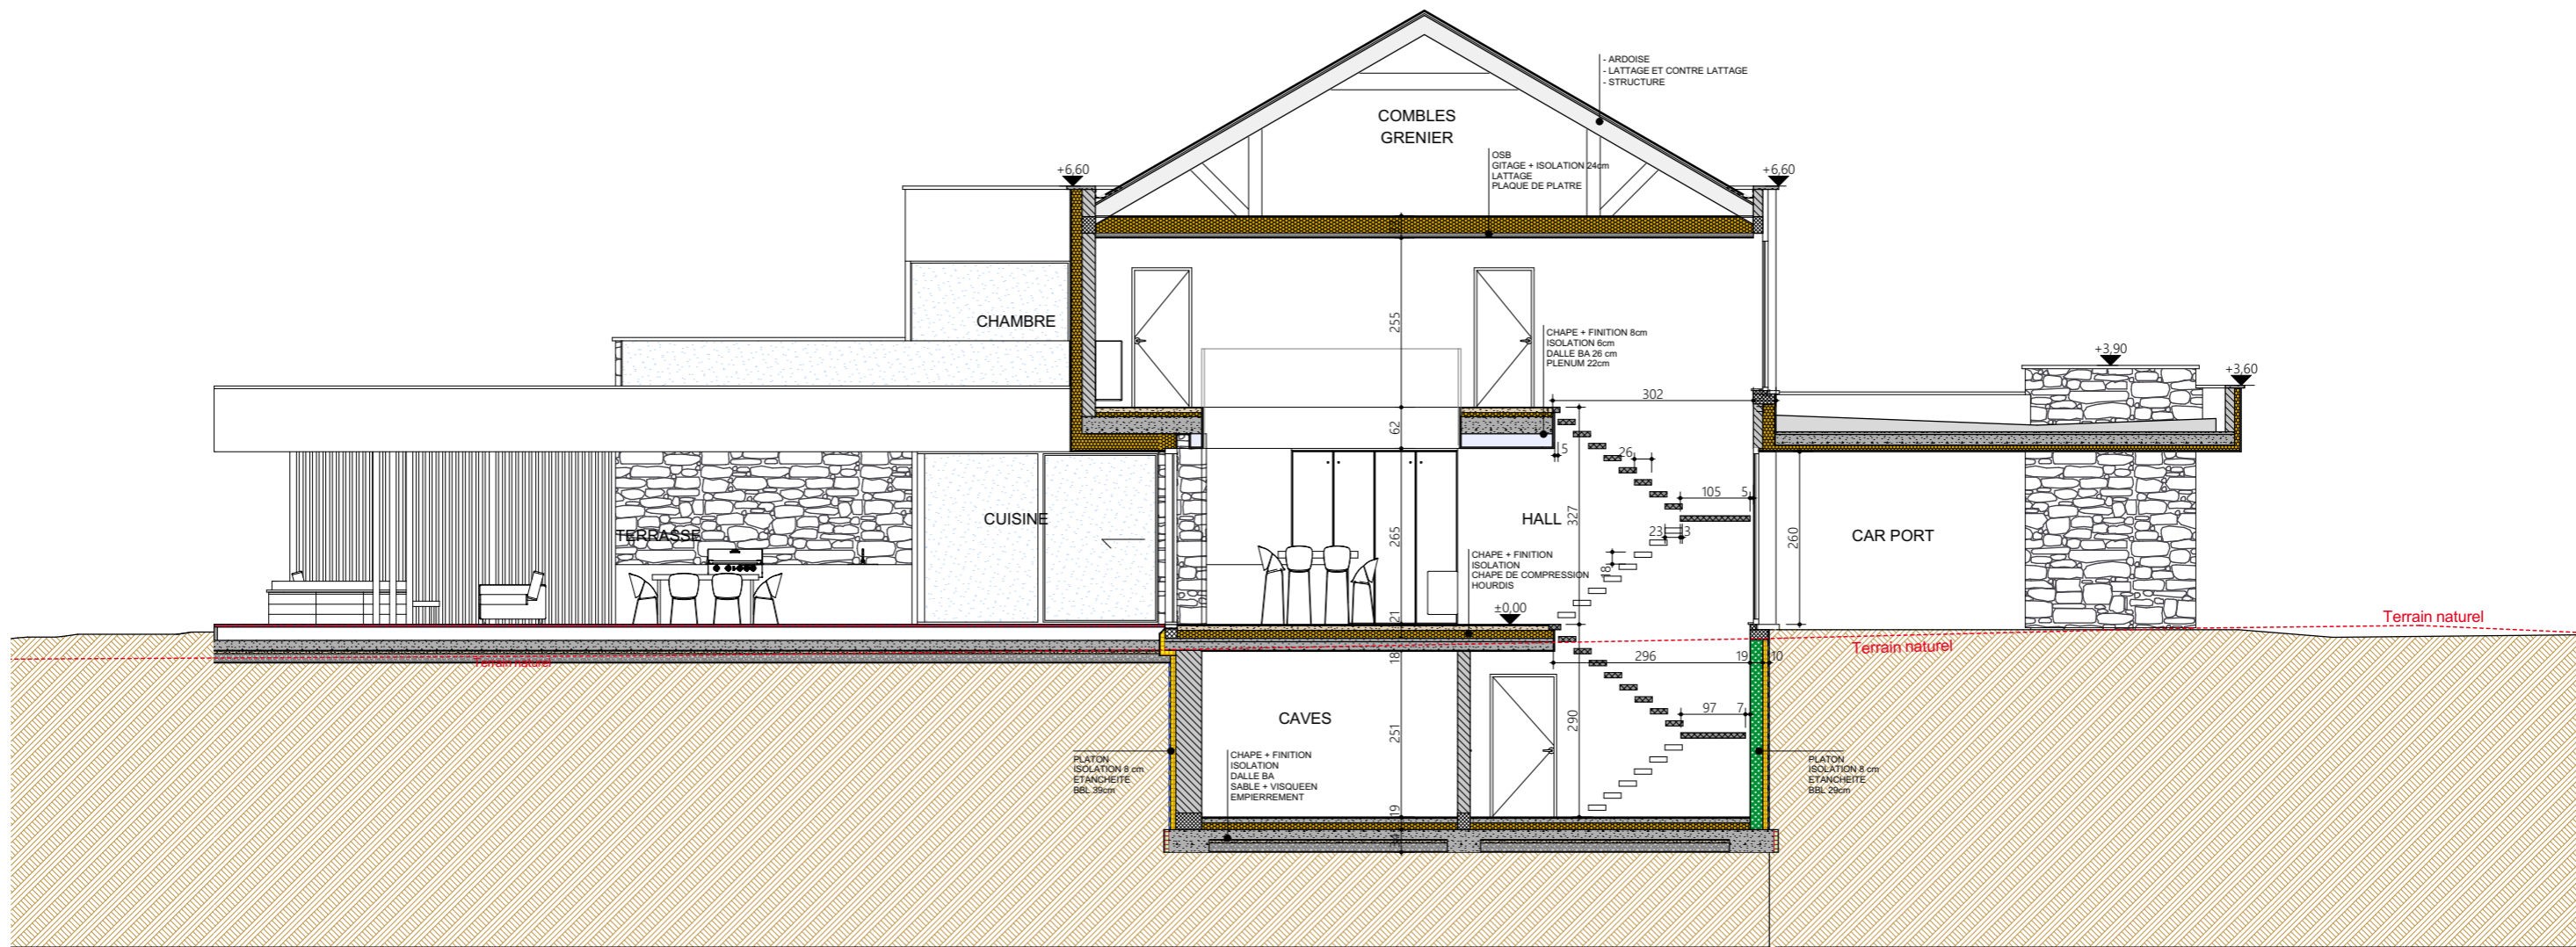 - ARDOISE
- LATTAGE ET CONTRE LATTAGE
- STRUCTURE
COMBLES
GRENIER
OSB
GITAGE + ISOLATION 24cm
LATTAGE
PLAQUE DE PLATRE
+6,60
+6,60
CHAMBRE
255
CHAPE + FINITION 8cm
ISOLATION 6cm
DALLE BA 26 cm
PLENUM 22cm
+3,90
+3,60
302
62
5
26
105
5
TERRASSE
CUISINE
265
HALL
327
23
3
260
CAR PORT
CHAPE + FINITION
ISOLATION
CHAPE DE COMPRESSION
HOURDIS
18
±0,00
21
Terrain naturel
Terrain naturel
Terrain naturel
18
296
19
10
CAVES
251
290
97
7
PLATON
ISOLATION 8 cm
ETANCHEITE
BBL 39cm
CHAPE + FINITION
ISOLATION
DALLE BA
SABLE + VISQUEEN
EMPIERREMENT
PLATON
ISOLATION 8 cm
ETANCHEITE
BBL 29cm
19